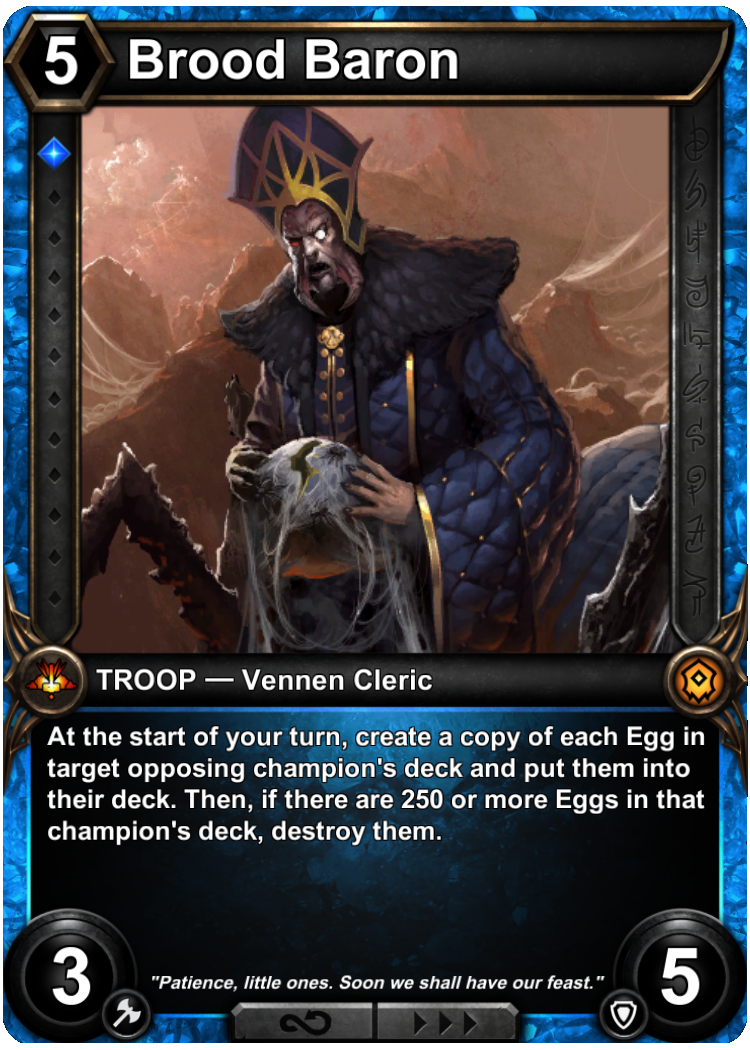 5 Brood Baron
TROOP — Vennen Cleric
At the start of your turn, create a copy of each Egg in
target opposing champion's deck and put them into
their deck. Then, if there are 250 or more Eggs in that
champion's deck, destroy them.
3 "Patience, little ones. Soon we shall have our feast." 5